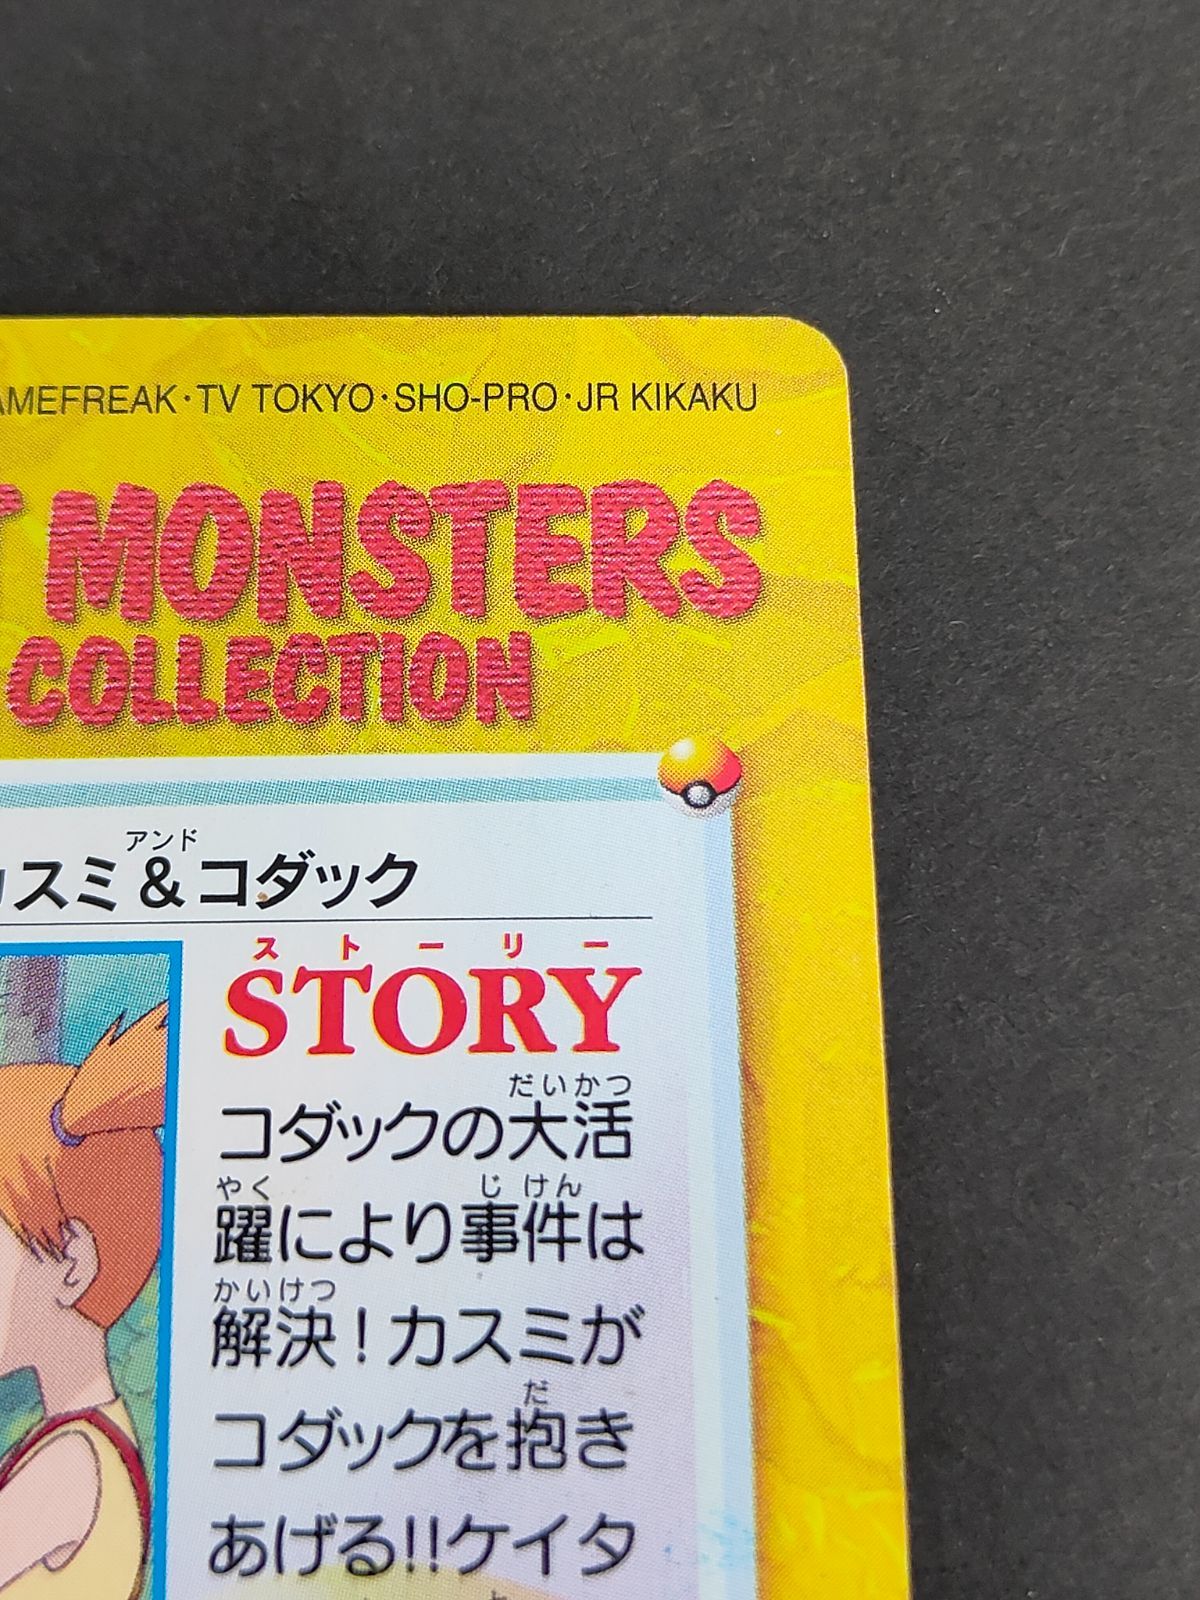 AMEFREAK・TV TOKYO・SHO-PRO・JR KIKAKU
MONSTERS
COLLECTION
アンド
カスミ&コダック
ストーリー
STORY
だいかつ
コダックの大活
やく じけん
躍により事件は
かいけつ
解決!カスミが
だ
コダックを抱き
あげる!!ケイタ